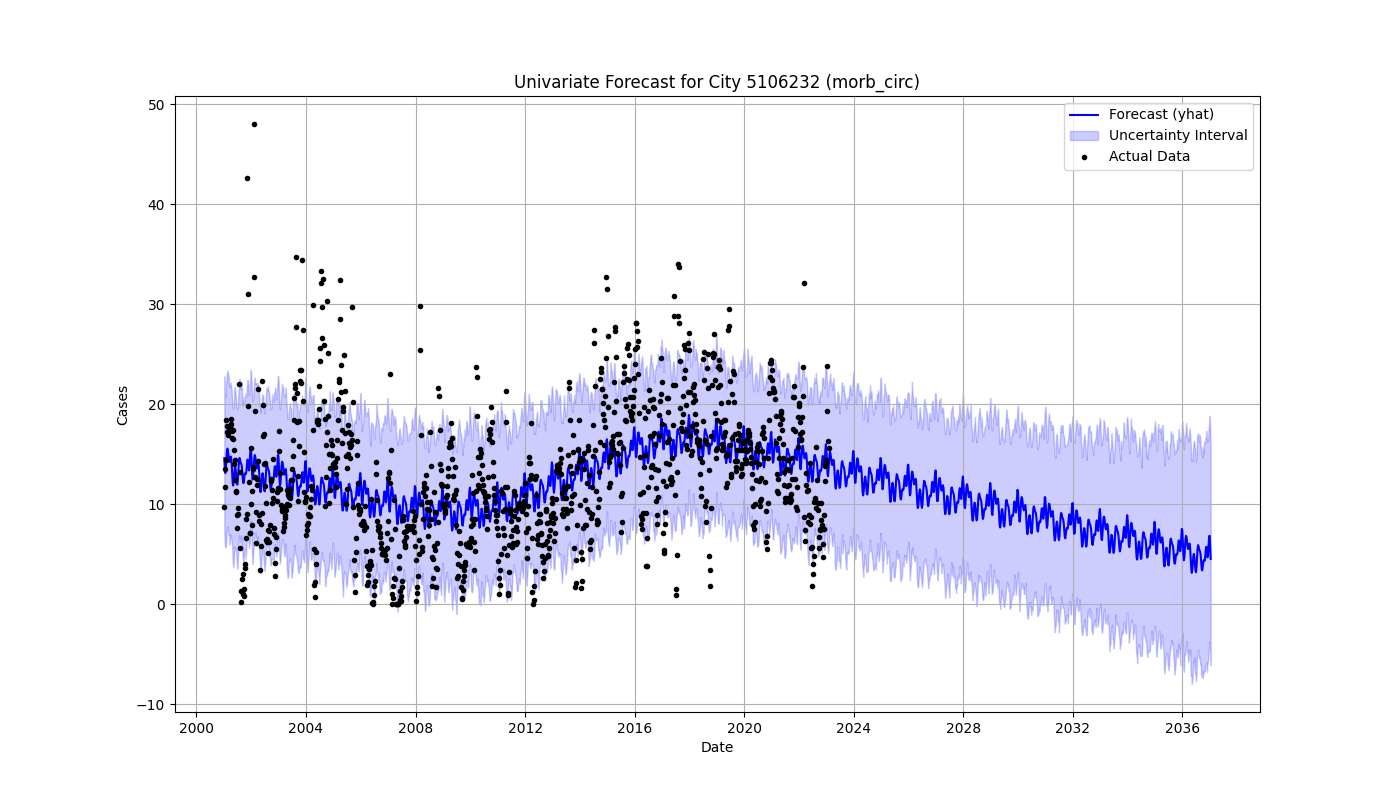 Univariate Forecast for City 5106232 (morb_circ)
Forecast (yhat)
Uncertainty Interval
Actual Data
Cases
50
40
30
20
10
0
−10
2000 2004 2008 2012 2016 2020 2024 2028 2032 2036
Date